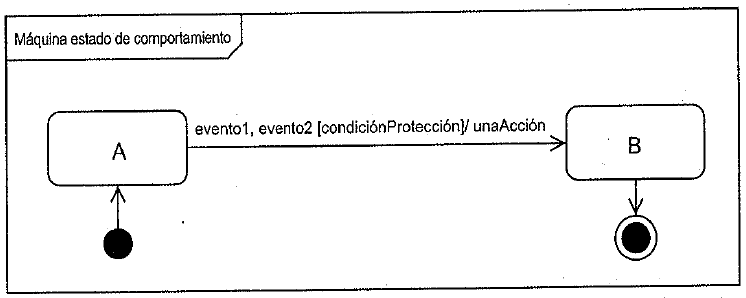 Máquina estado de comportamiento
evento1, evento2 [condiciónProtección]/ unaAcción
A
B